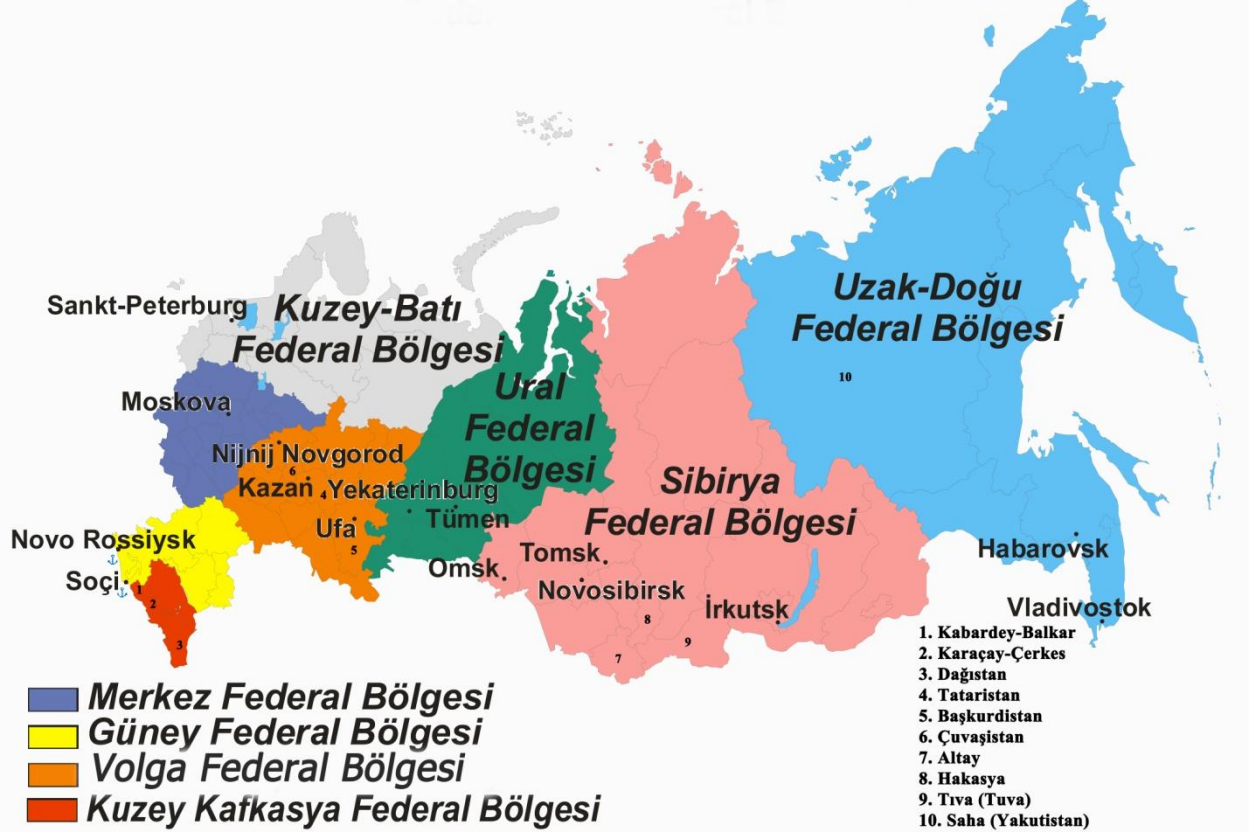 Sankt-Peterburg
Kuzey-Batı
Federal Bölgesi
Uzak-Doğu
Federal Bölgesi
10
Ural
Federal
Bölgesi
Moskova
Nijnij Novgorod
6
Kazan
4
Yekaterinburg
Tümen
Ufa
5
Sibirya
Federal Bölgesi
Novo Rossiysk
Soçi
1
2
3
Omsk
Tomsk
Novosibirsk
8
7
9
İrkutsk
Habarovsk
Vladivostok
1. Kabardey-Balkar
2. Karaçay-Çerkes
3. Dağıstan
4. Tataristan
5. Başkurdistan
6. Çuvaşistan
7. Altay
8. Hakasya
9. Tıva (Tuva)
10. Saha (Yakutistan)
Merkez Federal Bölgesi
Güney Federal Bölgesi
Volga Federal Bölgesi
Kuzey Kafkasya Federal Bölgesi